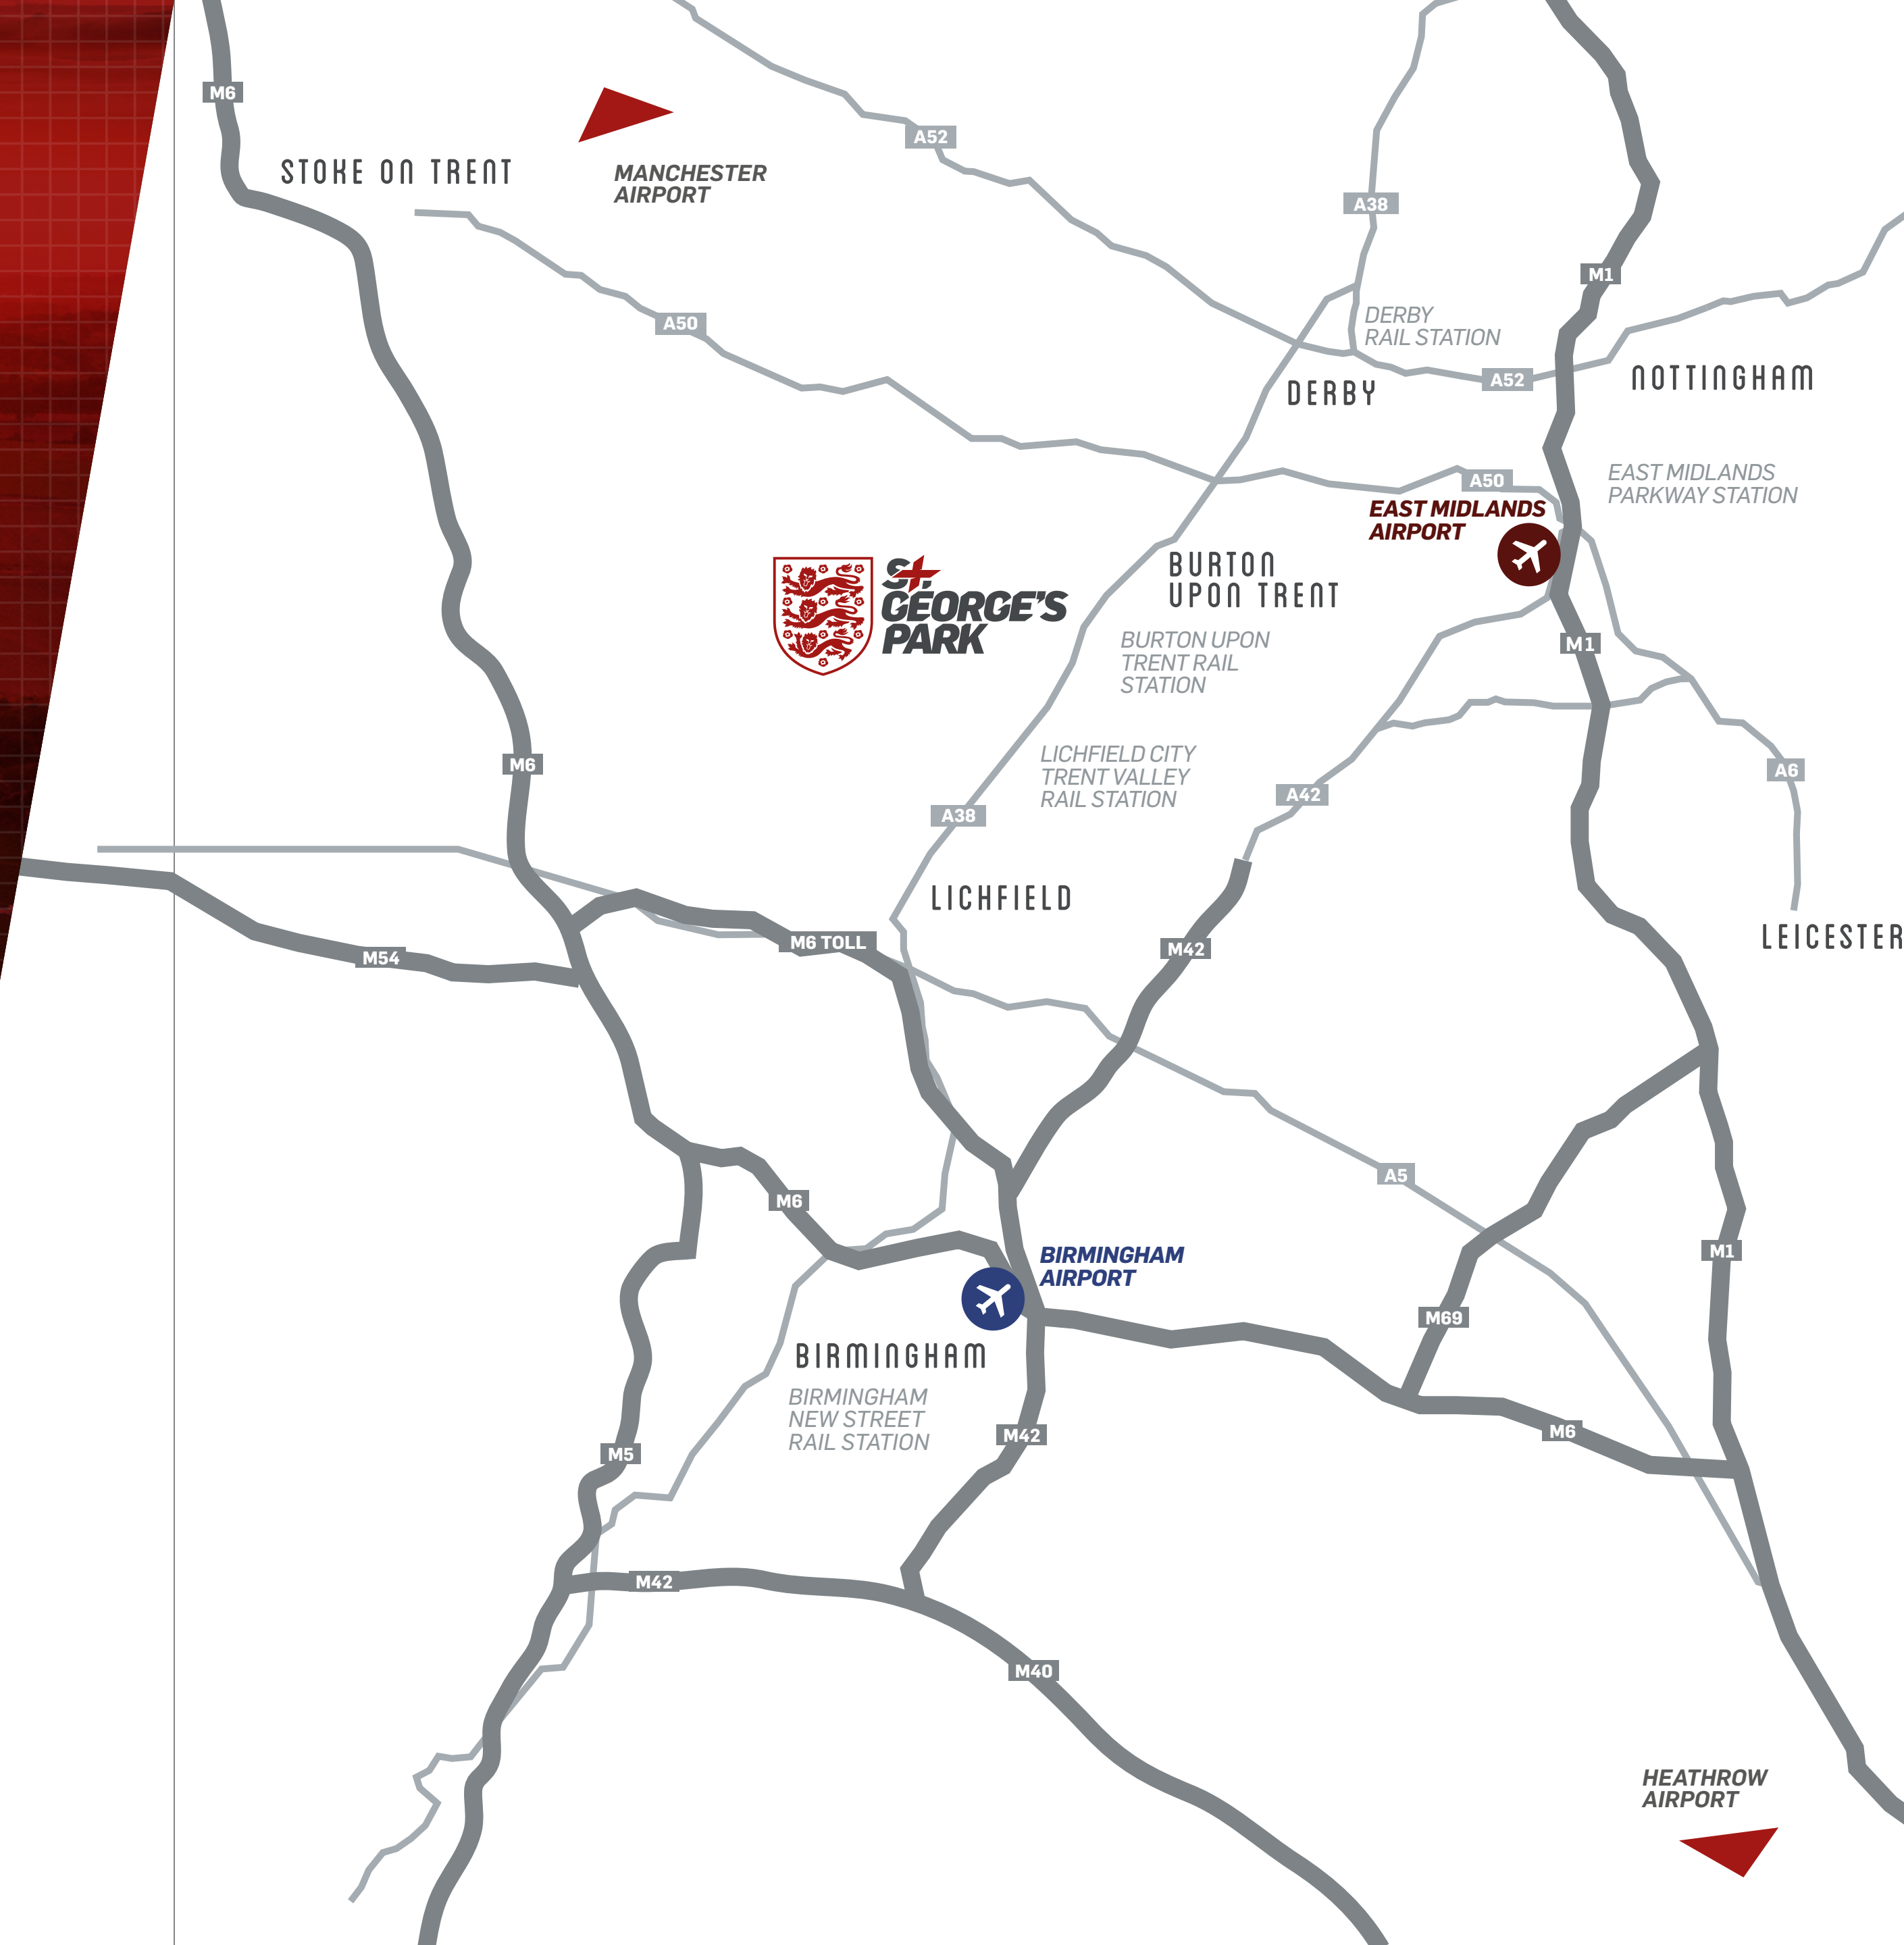 M6
STOKE ON TRENT
MANCHESTER
AIRPORT
A52
A38
M1
A50
DERBY
RAIL STATION
DERBY
A52
NOTTINGHAM
A50
EAST MIDLANDS
PARKWAY STATION
EAST MIDLANDS
AIRPORT
ST.
GEORGE'S
PARK
BURTON
UPON TRENT
BURTON UPON
TRENT RAIL
STATION
M1
M6
LICHFIELD CITY
TRENT VALLEY
RAIL STATION
A42
A6
A38
LICHFIELD
M54
M6 TOLL
M42
LEICESTER
A5
M6
BIRMINGHAM
AIRPORT
M1
M69
BIRMINGHAM
BIRMINGHAM
NEW STREET
RAIL STATION
M42
M6
M5
M42
M40
HEATHROW
AIRPORT